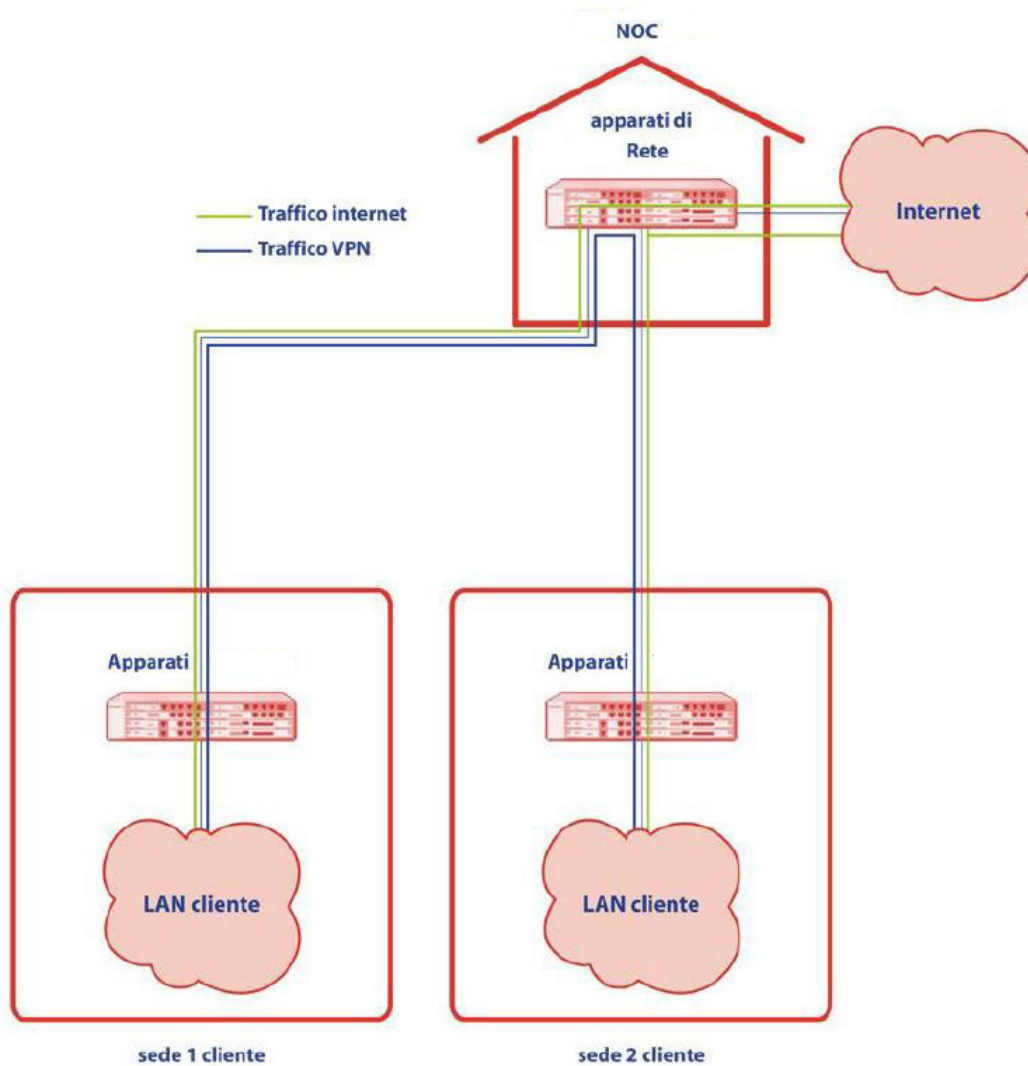 NOC
apparati di
Rete
Internet
Traffico internet
Traffico VPN
Apparati
LAN cliente
sede 1 cliente
Apparati
LAN cliente
sede 2 cliente